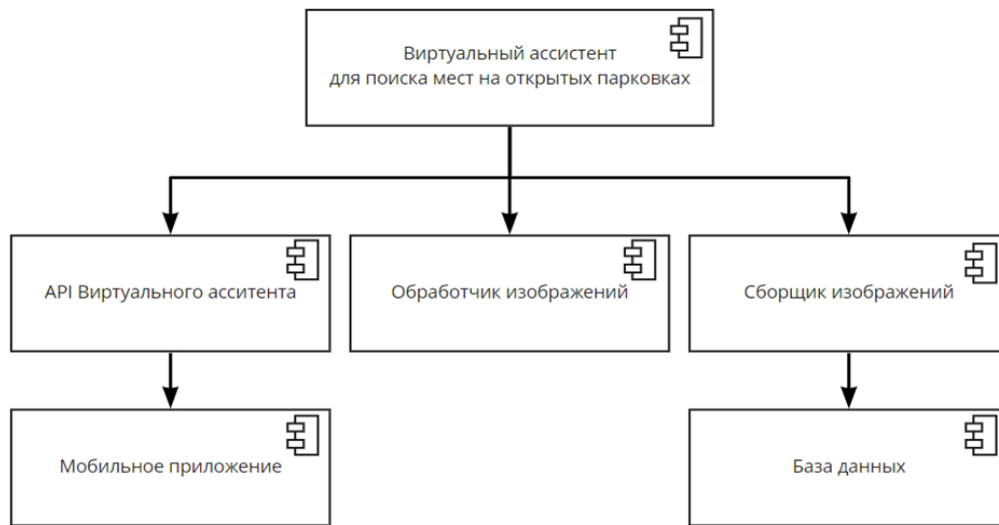 Виртуальный ассистент
для поиска мест на открытых парковках
API Виртуального асситента
Обработчик изображений
Сборщик изображений
Мобильное приложение
База данных